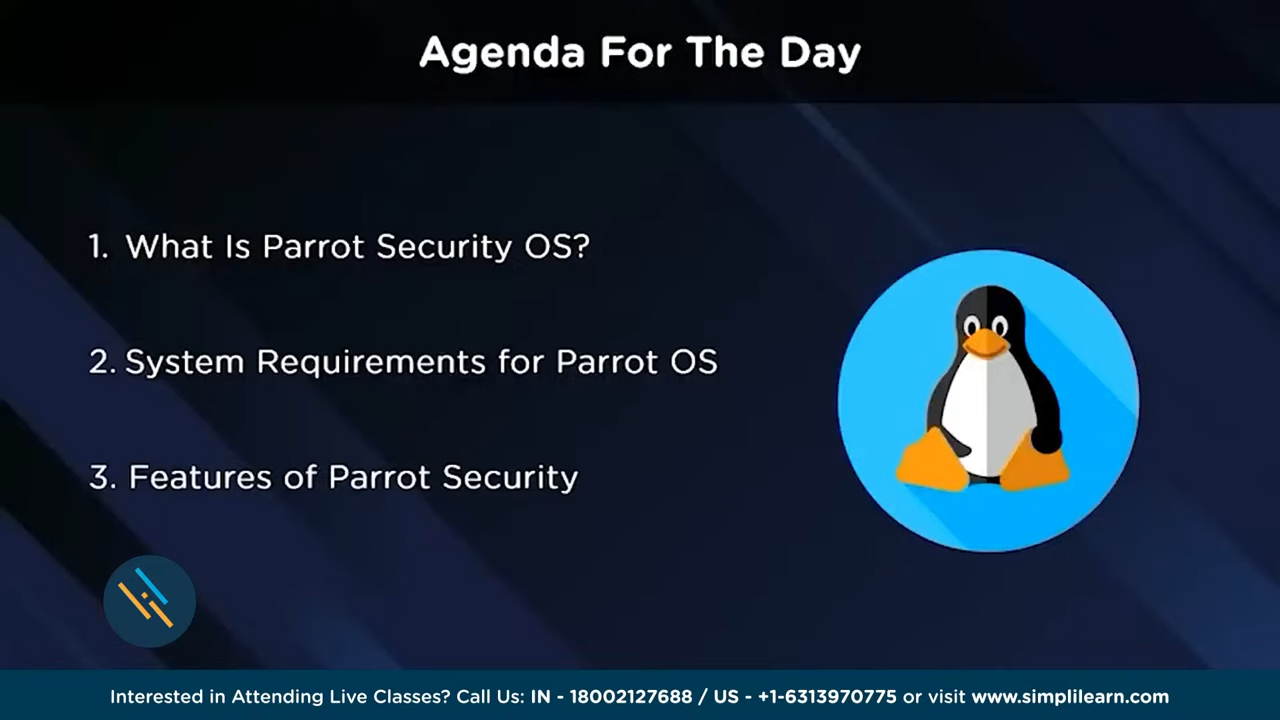 Agenda For The Day
1. What Is Parrot Security OS?
2. System Requirements for Parrot OS
3. Features of Parrot Security
Interested in Attending Live Classes? Call Us: IN - 18002127688 / US - +1-6313970775 or visit www.simplilearn.com